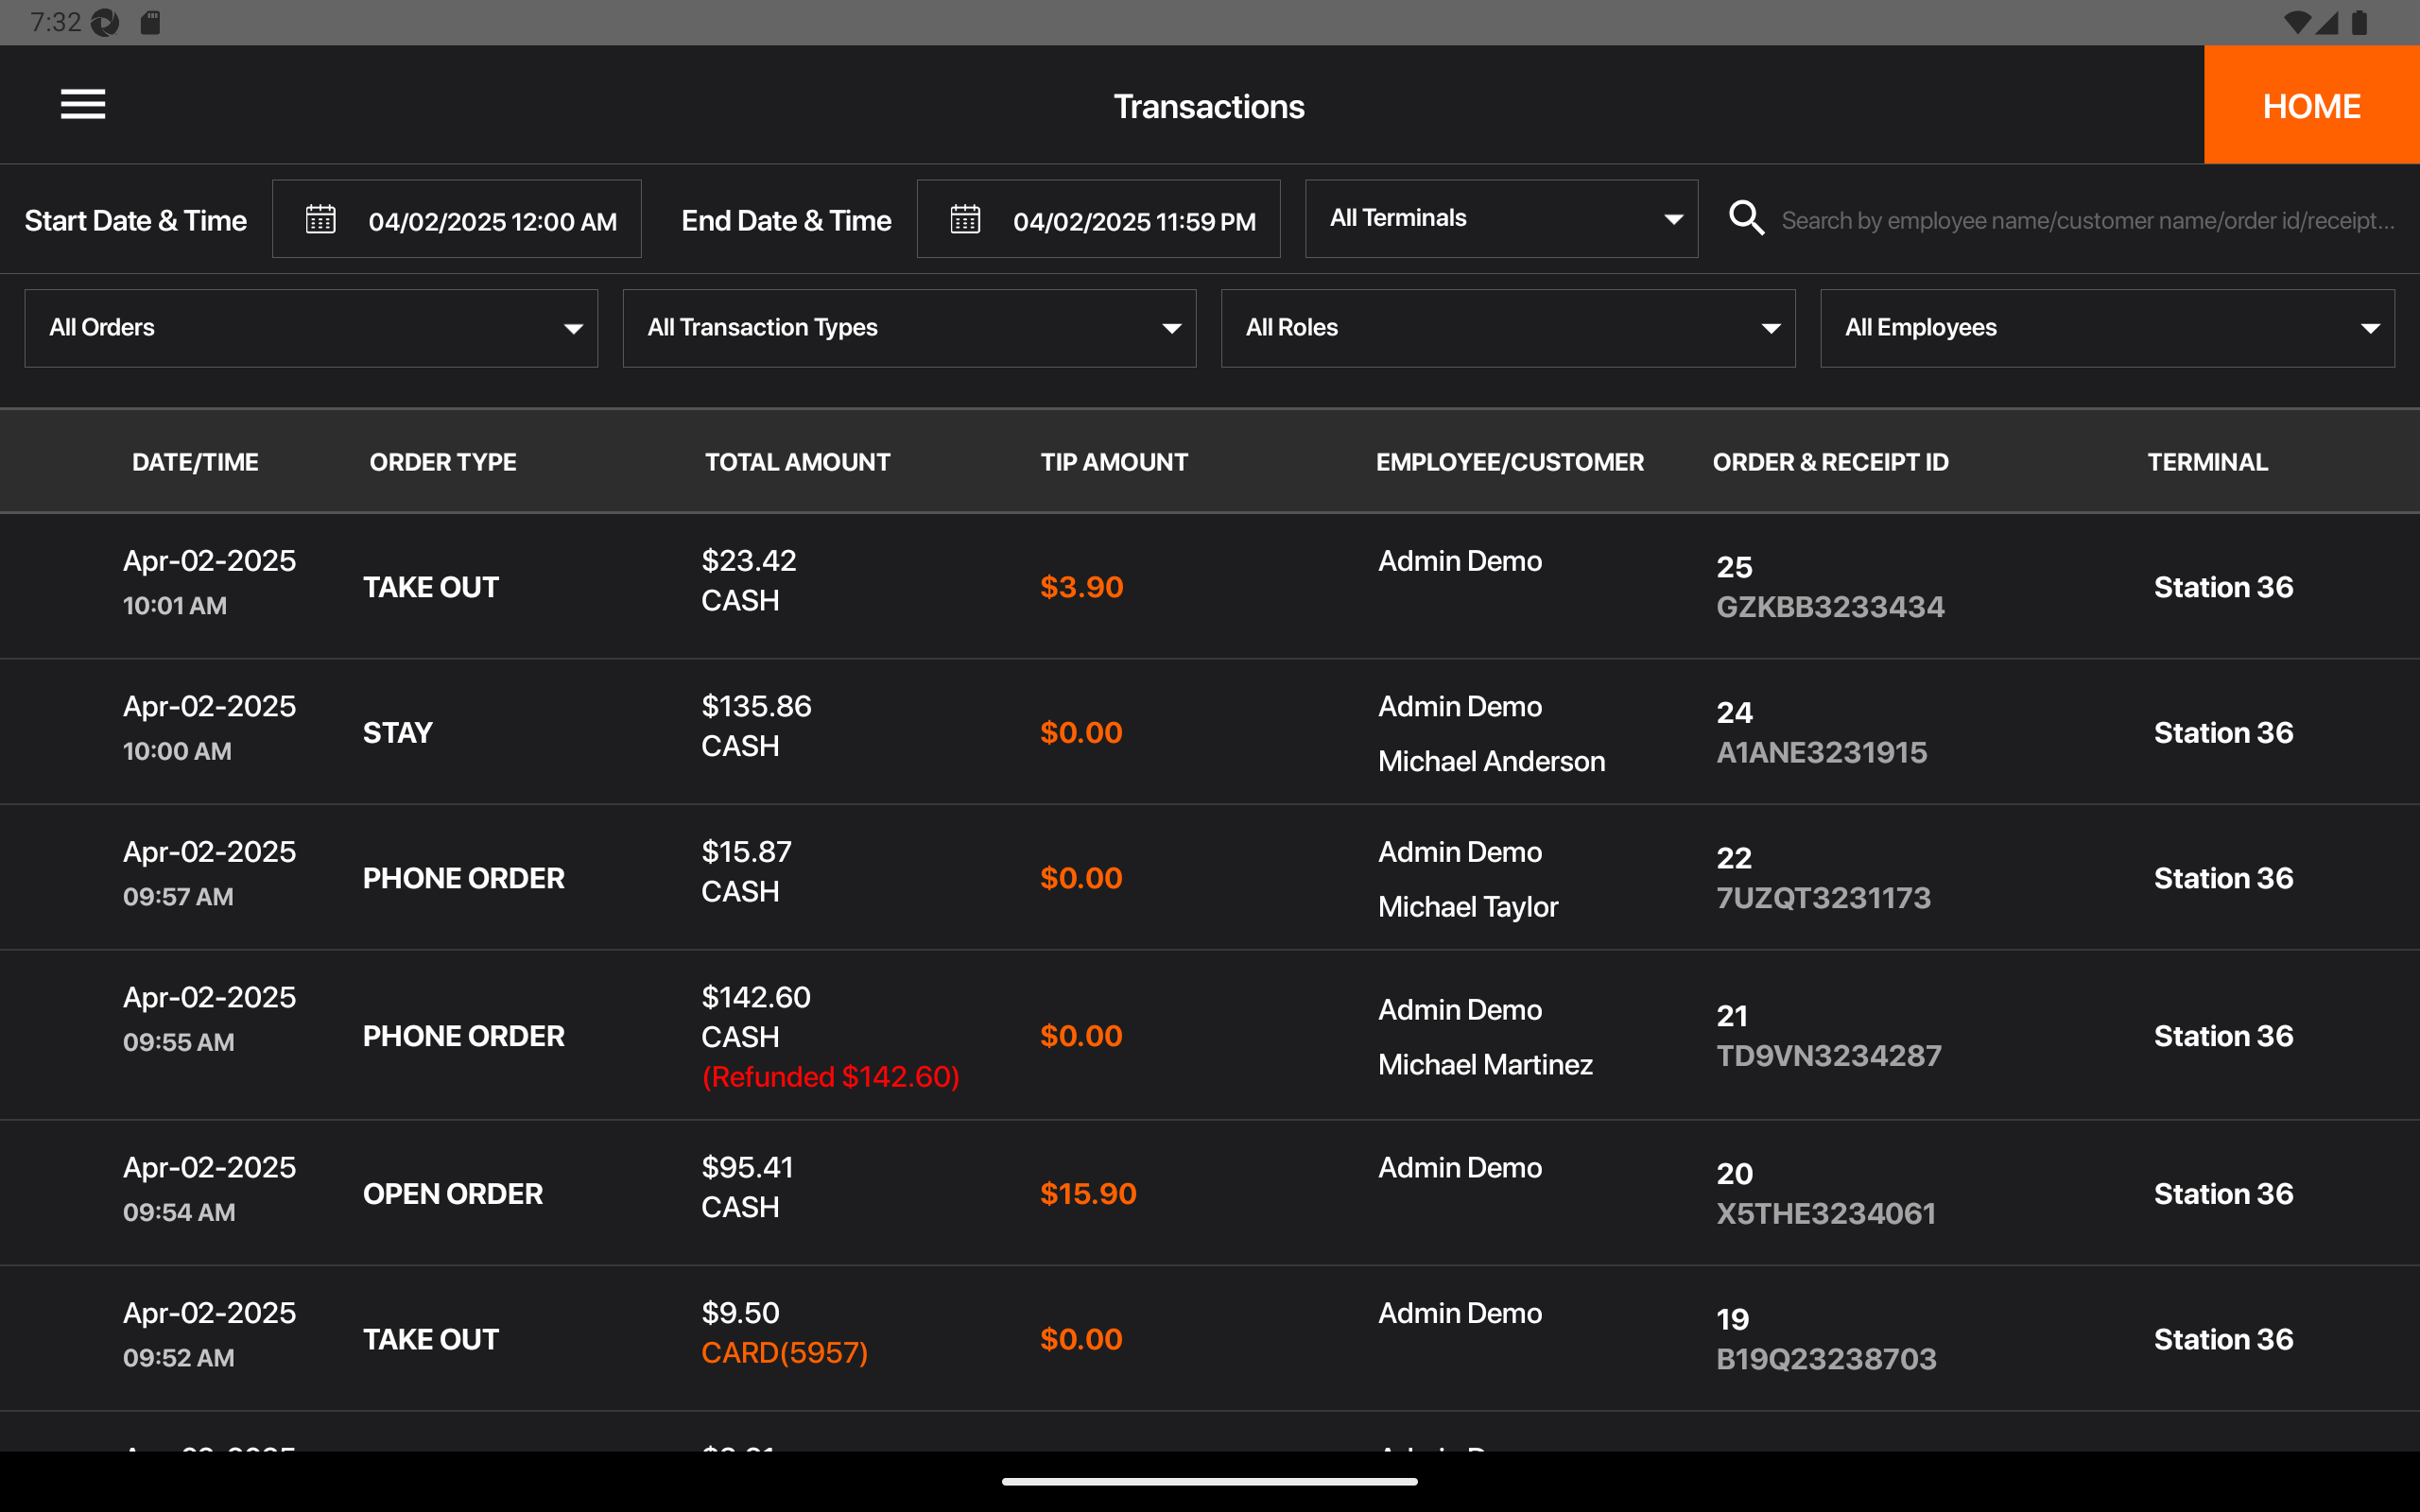 7:32
Transactions
HOME
Start Date & Time
04/02/2025 12:00 AM
End Date & Time
04/02/2025 11:59 PM
All Terminals
Search by employee name/customer name/order id/receipt...
All Orders
All Transaction Types
All Roles
All Employees
DATE/TIME ORDER TYPE TOTAL AMOUNT TIP AMOUNT EMPLOYEE/CUSTOMER ORDER & RECEIPT ID TERMINAL
Apr-02-2025
10:01 AM
TAKE OUT
$23.42
CASH
$3.90
Admin Demo
25
GZKBB3233434
Station 36
Apr-02-2025
10:00 AM
STAY
$135.86
CASH
$0.00
Admin Demo
Michael Anderson
24
A1ANE3231915
Station 36
Apr-02-2025
09:57 AM
PHONE ORDER
$15.87
CASH
$0.00
Admin Demo
Michael Taylor
22
7UZQT3231173
Station 36
Apr-02-2025
09:55 AM
PHONE ORDER
$142.60
CASH
(Refunded $142.60)
$0.00
Admin Demo
Michael Martinez
21
TD9VN3234287
Station 36
Apr-02-2025
09:54 AM
OPEN ORDER
$95.41
CASH
$15.90
Admin Demo
20
X5THE3234061
Station 36
Apr-02-2025
09:52 AM
TAKE OUT
$9.50
CARD(5957)
$0.00
Admin Demo
19
B19Q23238703
Station 36